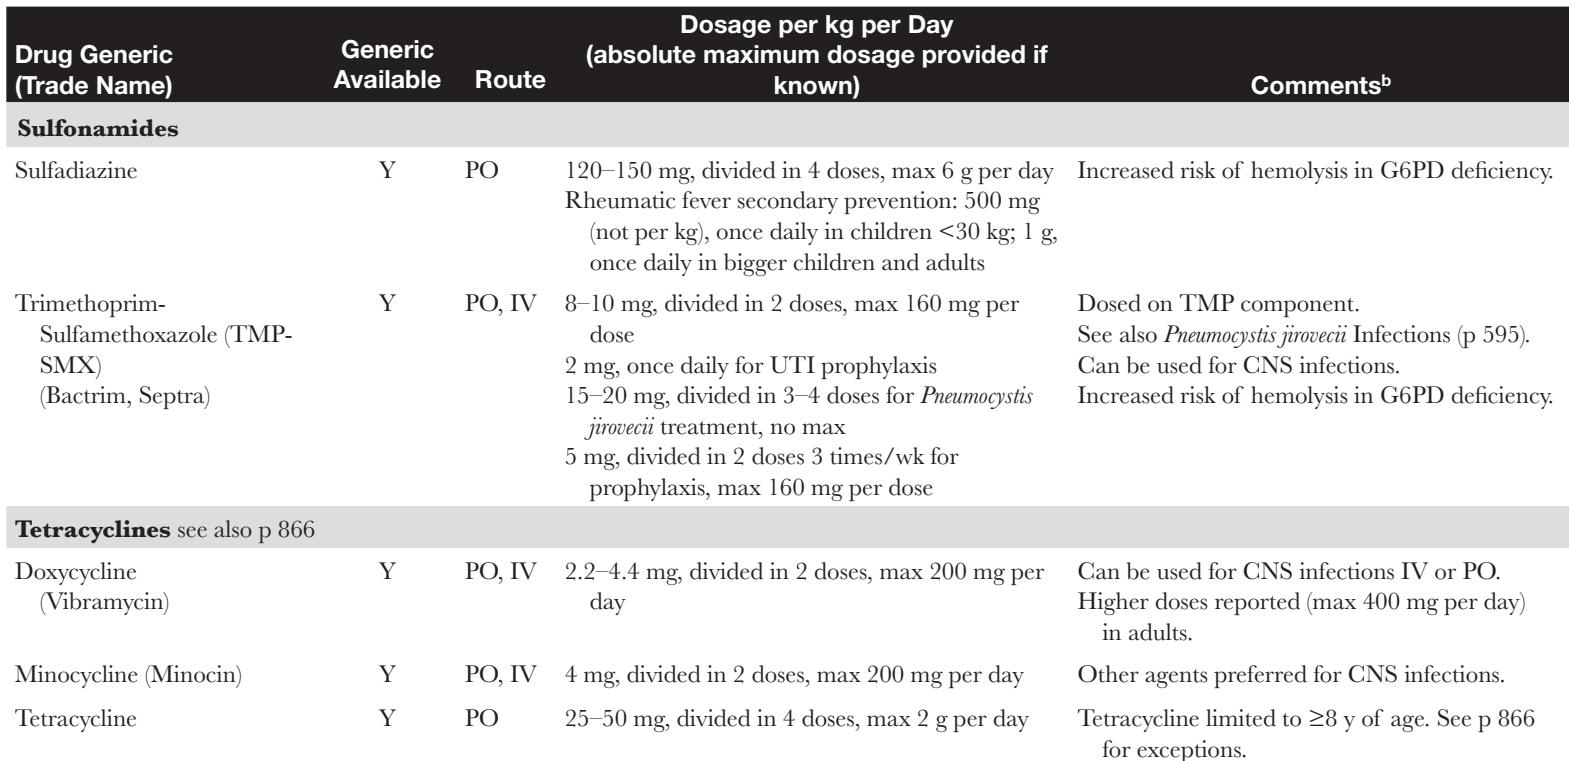 Drug Generic
(Trade Name)
Generic
Available
Route
Dosage per kg per Day
(absolute maximum dosage provided if
known)
Commentsᵇ
Sulfonamides
Sulfadiazine
Y
PO
120–150 mg, divided in 4 doses, max 6 g per day
Rheumatic fever secondary prevention: 500 mg
(not per kg), once daily in children <30 kg; 1 g,
once daily in bigger children and adults
Increased risk of hemolysis in G6PD deficiency.
Trimethoprim-
Sulfamethoxazole (TMP-
SMX)
(Bactrim, Septra)
Y
PO, IV
8–10 mg, divided in 2 doses, max 160 mg per
dose
2 mg, once daily for UTI prophylaxis
15–20 mg, divided in 3–4 doses for Pneumocystis
jirovecii treatment, no max
5 mg, divided in 2 doses 3 times/wk for
prophylaxis, max 160 mg per dose
Dosed on TMP component.
See also Pneumocystis jirovecii Infections (p 595).
Can be used for CNS infections.
Increased risk of hemolysis in G6PD deficiency.
Tetracyclines see also p 866
Doxycycline
(Vibramycin)
Y
PO, IV
2.2–4.4 mg, divided in 2 doses, max 200 mg per
day
Can be used for CNS infections IV or PO.
Higher doses reported (max 400 mg per day)
in adults.
Minocycline (Minocin)
Y
PO, IV
4 mg, divided in 2 doses, max 200 mg per day
Other agents preferred for CNS infections.
Tetracycline
Y
PO
25–50 mg, divided in 4 doses, max 2 g per day
Tetracycline limited to ≥8 y of age. See p 866
for exceptions.